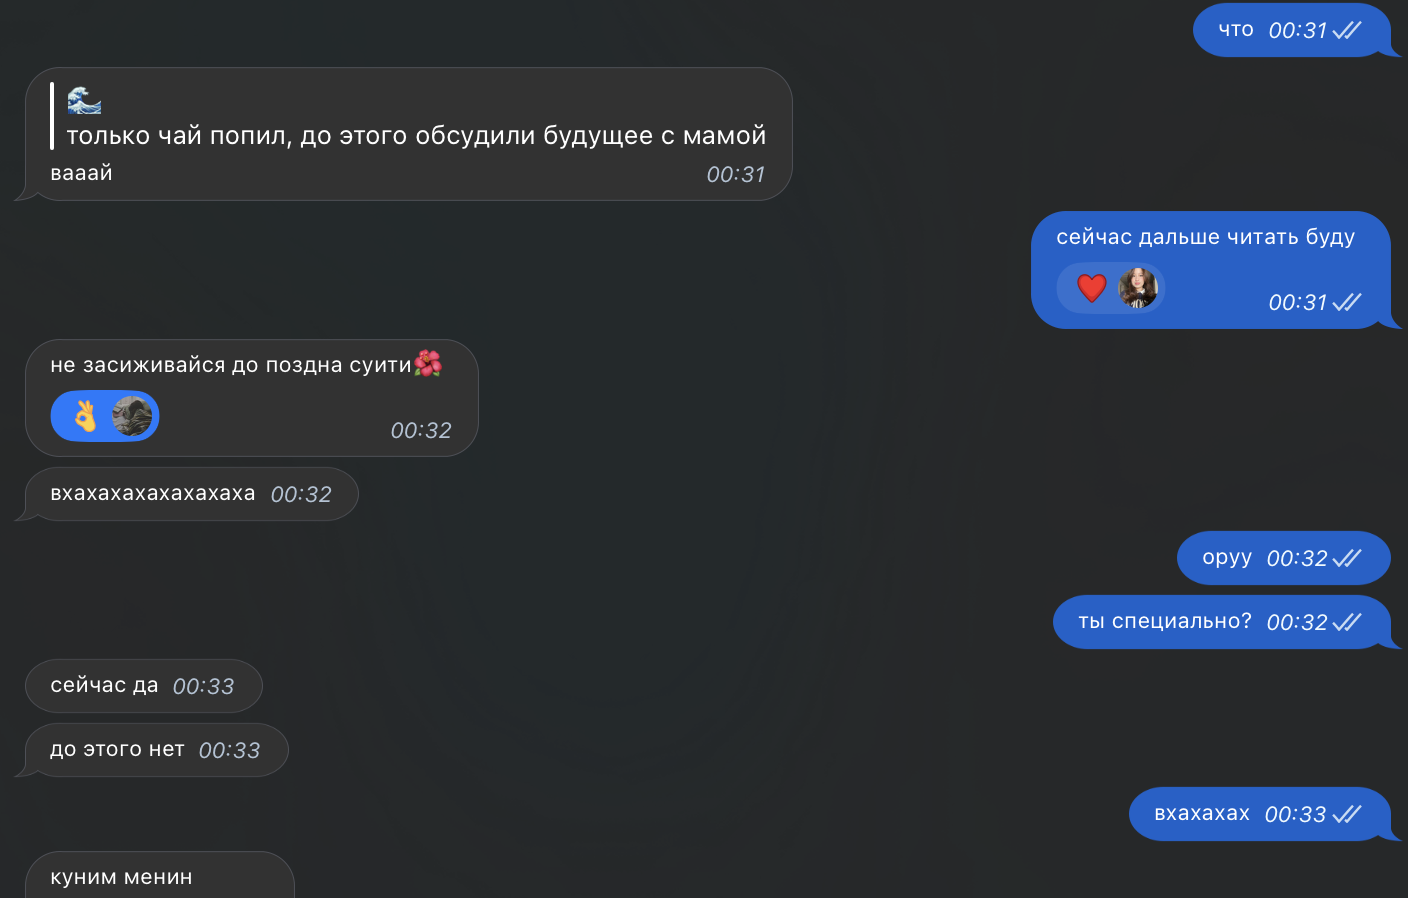 что 00:31
🌊
только чай попил, до этого обсудили будущее с мамой
вааай 00:31
сейчас дальше читать буду
00:31
не засиживайся до поздна суити🌺
00:32
вхахахахахахахаха 00:32
оруу 00:32
ты специально? 00:32
сейчас да 00:33
до этого нет 00:33
вхахахах 00:33
куним менин